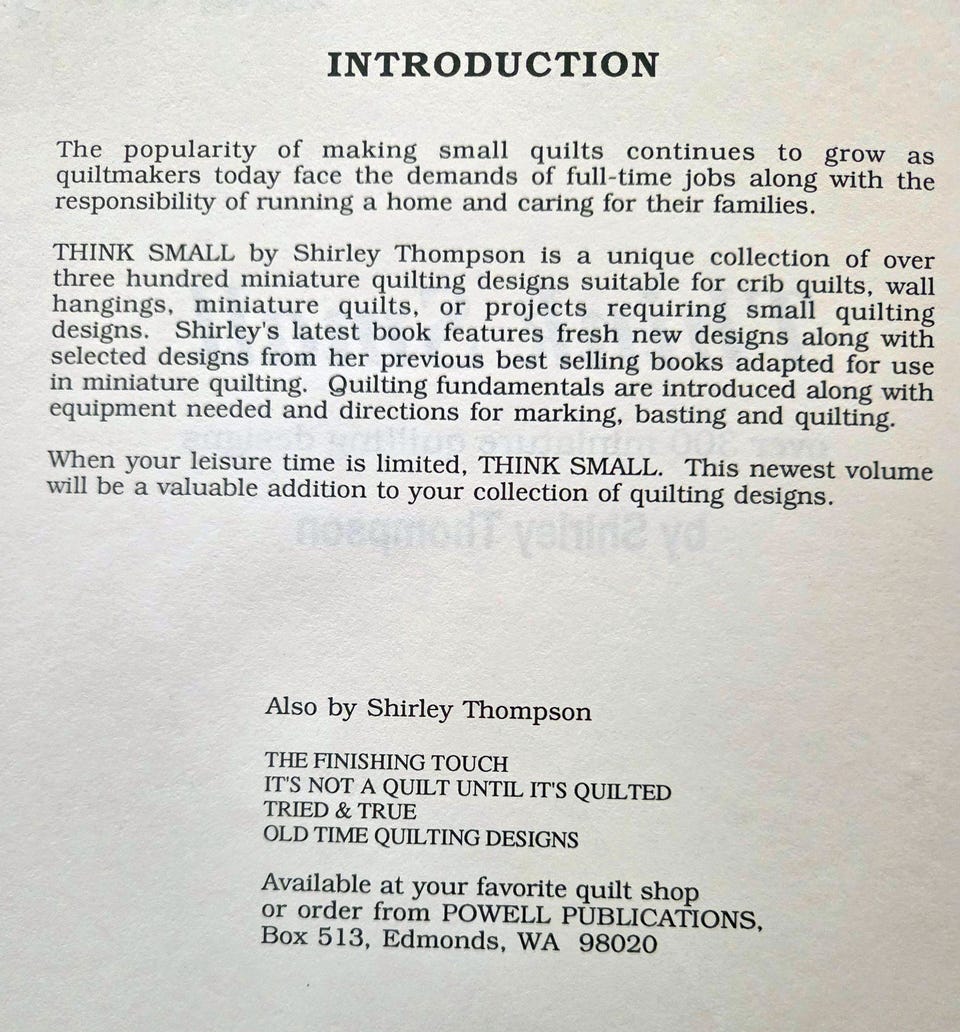 INTRODUCTION
The popularity of making small quilts continues to grow as
quiltmakers today face the demands of full-time jobs along with the
responsibility of running a home and caring for their families.
THINK SMALL by Shirley Thompson is a unique collection of over
three hundred miniature quilting designs suitable for crib quilts, wall
hangings, miniature quilts, or projects requiring small quilting
designs.  Shirley's latest book features fresh new designs along with
selected designs from her previous best selling books adapted for use
in miniature quilting.  Quilting fundamentals are introduced along with
equipment needed and directions for marking, basting and quilting.
over 300 miniature quilting designs
When your leisure time is limited, THINK SMALL.  This newest volume
will be a valuable addition to your collection of quilting designs.
by Shirley Thompson
Also by Shirley Thompson
THE FINISHING TOUCH
IT'S NOT A QUILT UNTIL IT'S QUILTED
TRIED & TRUE
OLD TIME QUILTING DESIGNS
Available at your favorite quilt shop
or order from POWELL PUBLICATIONS,
Box 513, Edmonds, WA  98020